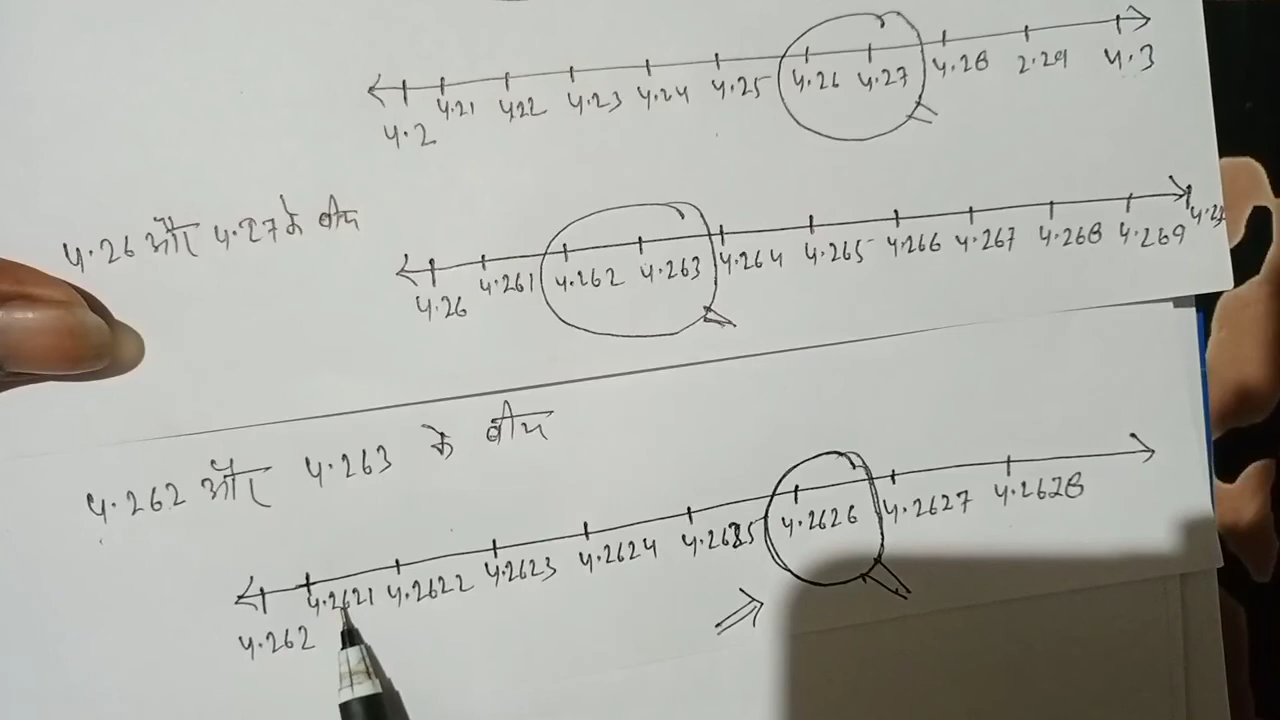 4.2 4.21 4.22 4.23 4.24 4.25 4.26 4.27 4.28 2.29 4.3
4.26 और 4.27 के बीच
4.26 4.261 4.262 4.263 4.264 4.265 4.266 4.267 4.268 4.269
4.262 और 4.263 के बीच
4.262 4.2621 4.2622 4.2623 4.2624 4.2625 4.2626 4.2627 4.2628